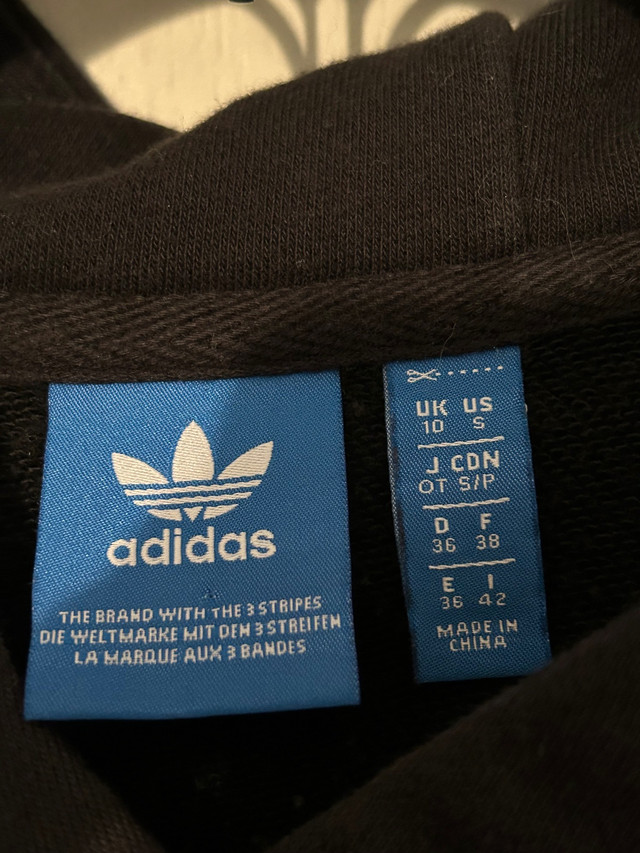 adidas
THE BRAND WITH THE 3 STRIPES
DIE WELTMARKE MIT DEN 3 STREIFEN
LA MARQUE AUX 3 BANDES
UK US
10 S
J CDN
OT S/P
D F
36 38
E I
36 42
MADE IN
CHINA